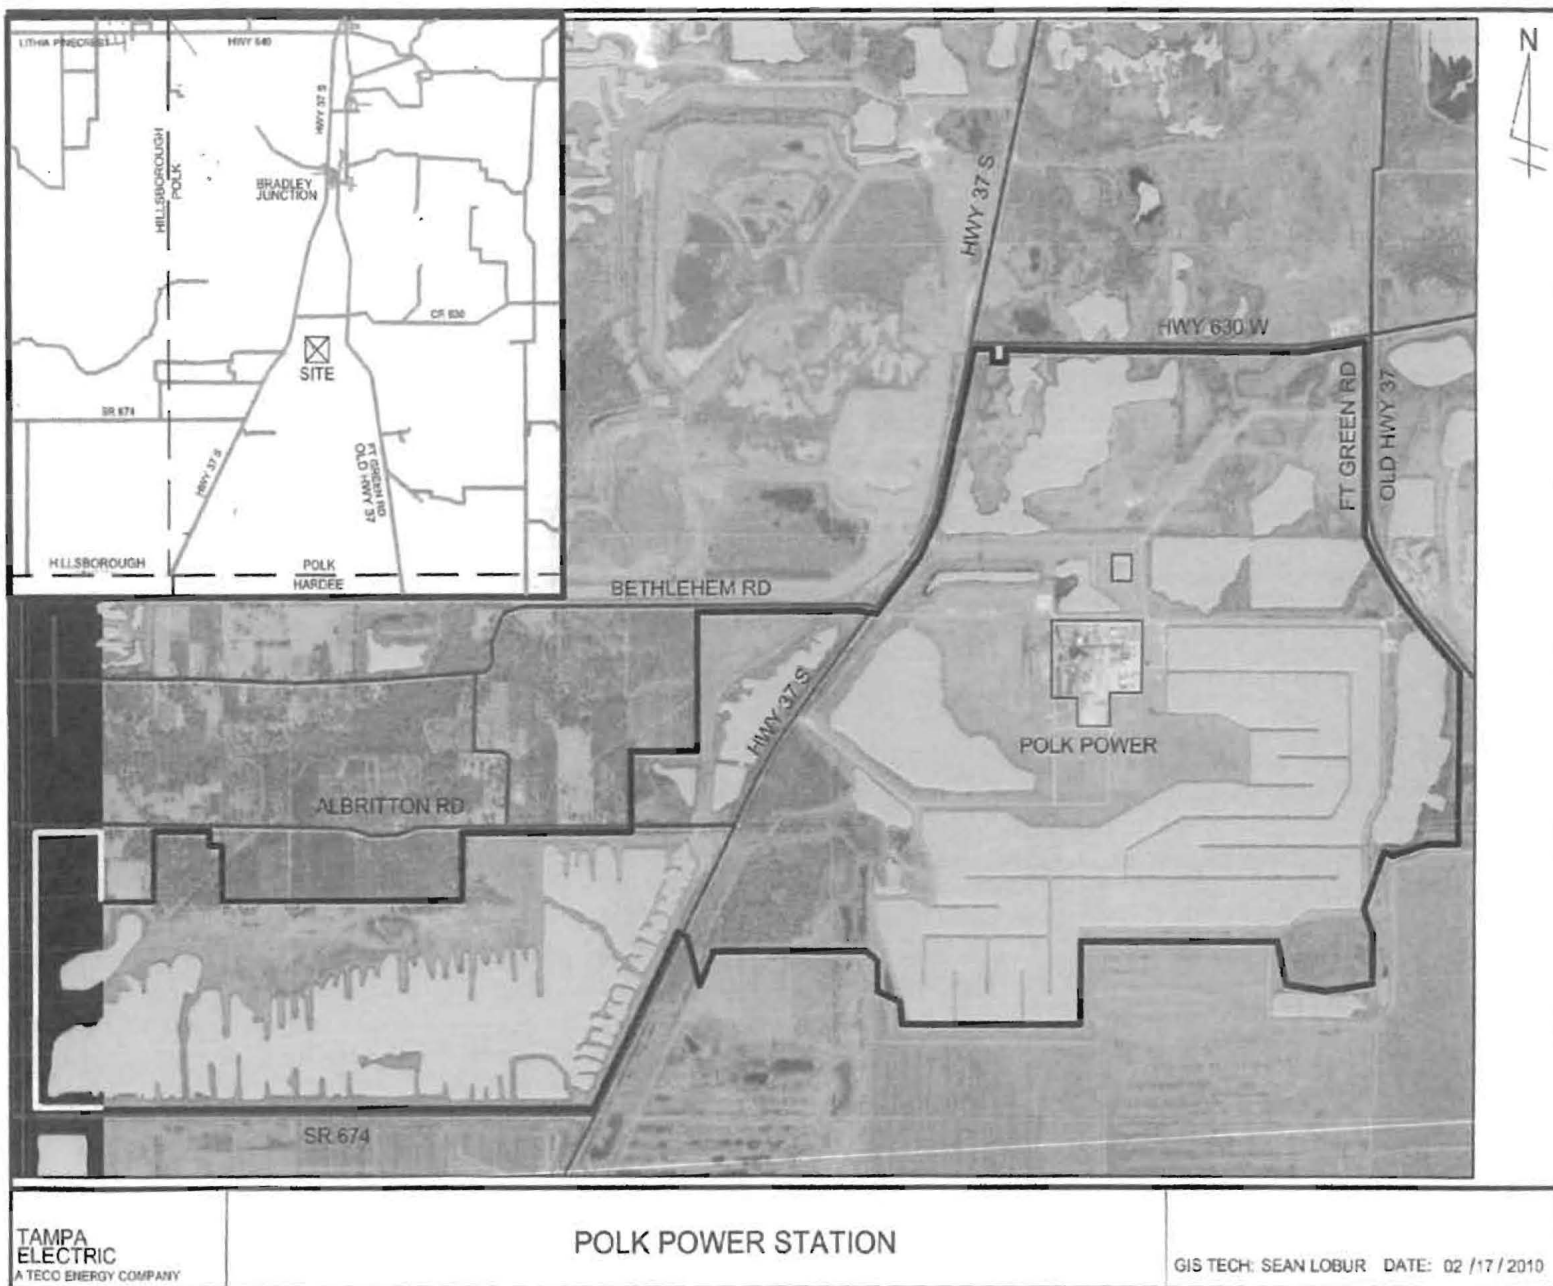 LITHIA PINECREST
HWY 640
HWY 37 S
HILLSBOROUGH
POLK
BRADLEY
JUNCTION
CR 630
SITE
SR 674
HWY 37 S
FT GREEN RD
OLD HWY 37
HILLSBOROUGH
POLK
HARDEE
N
HWY 37 S
HWY 630 W
FT GREEN RD
OLD HWY 37
BETHLEHEM RD
HWY 37 S
POLK POWER
ALBRITTON RD
SR 674
TAMPA
ELECTRIC
A TECO ENERGY COMPANY
POLK POWER STATION
GIS TECH: SEAN LOBUR DATE: 02 /17 / 2010